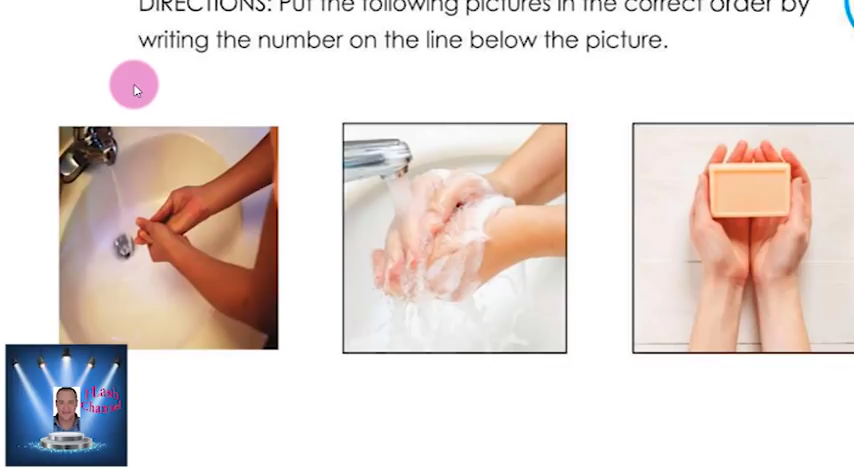 DIRECTIONS: Put the following pictures in the correct order by
writing the number on the line below the picture.